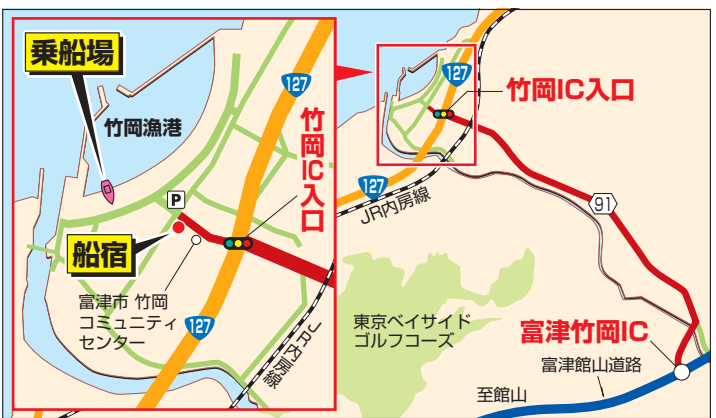 乗船場
竹岡漁港
127
竹岡IC入口
P
船宿
富津市 竹岡
コミュニティ
センター
127
JR内房線
127
竹岡IC入口
127
JR内房線
91
東京ベイサイド
ゴルフコーズ
富津竹岡IC
富津館山道路
至館山